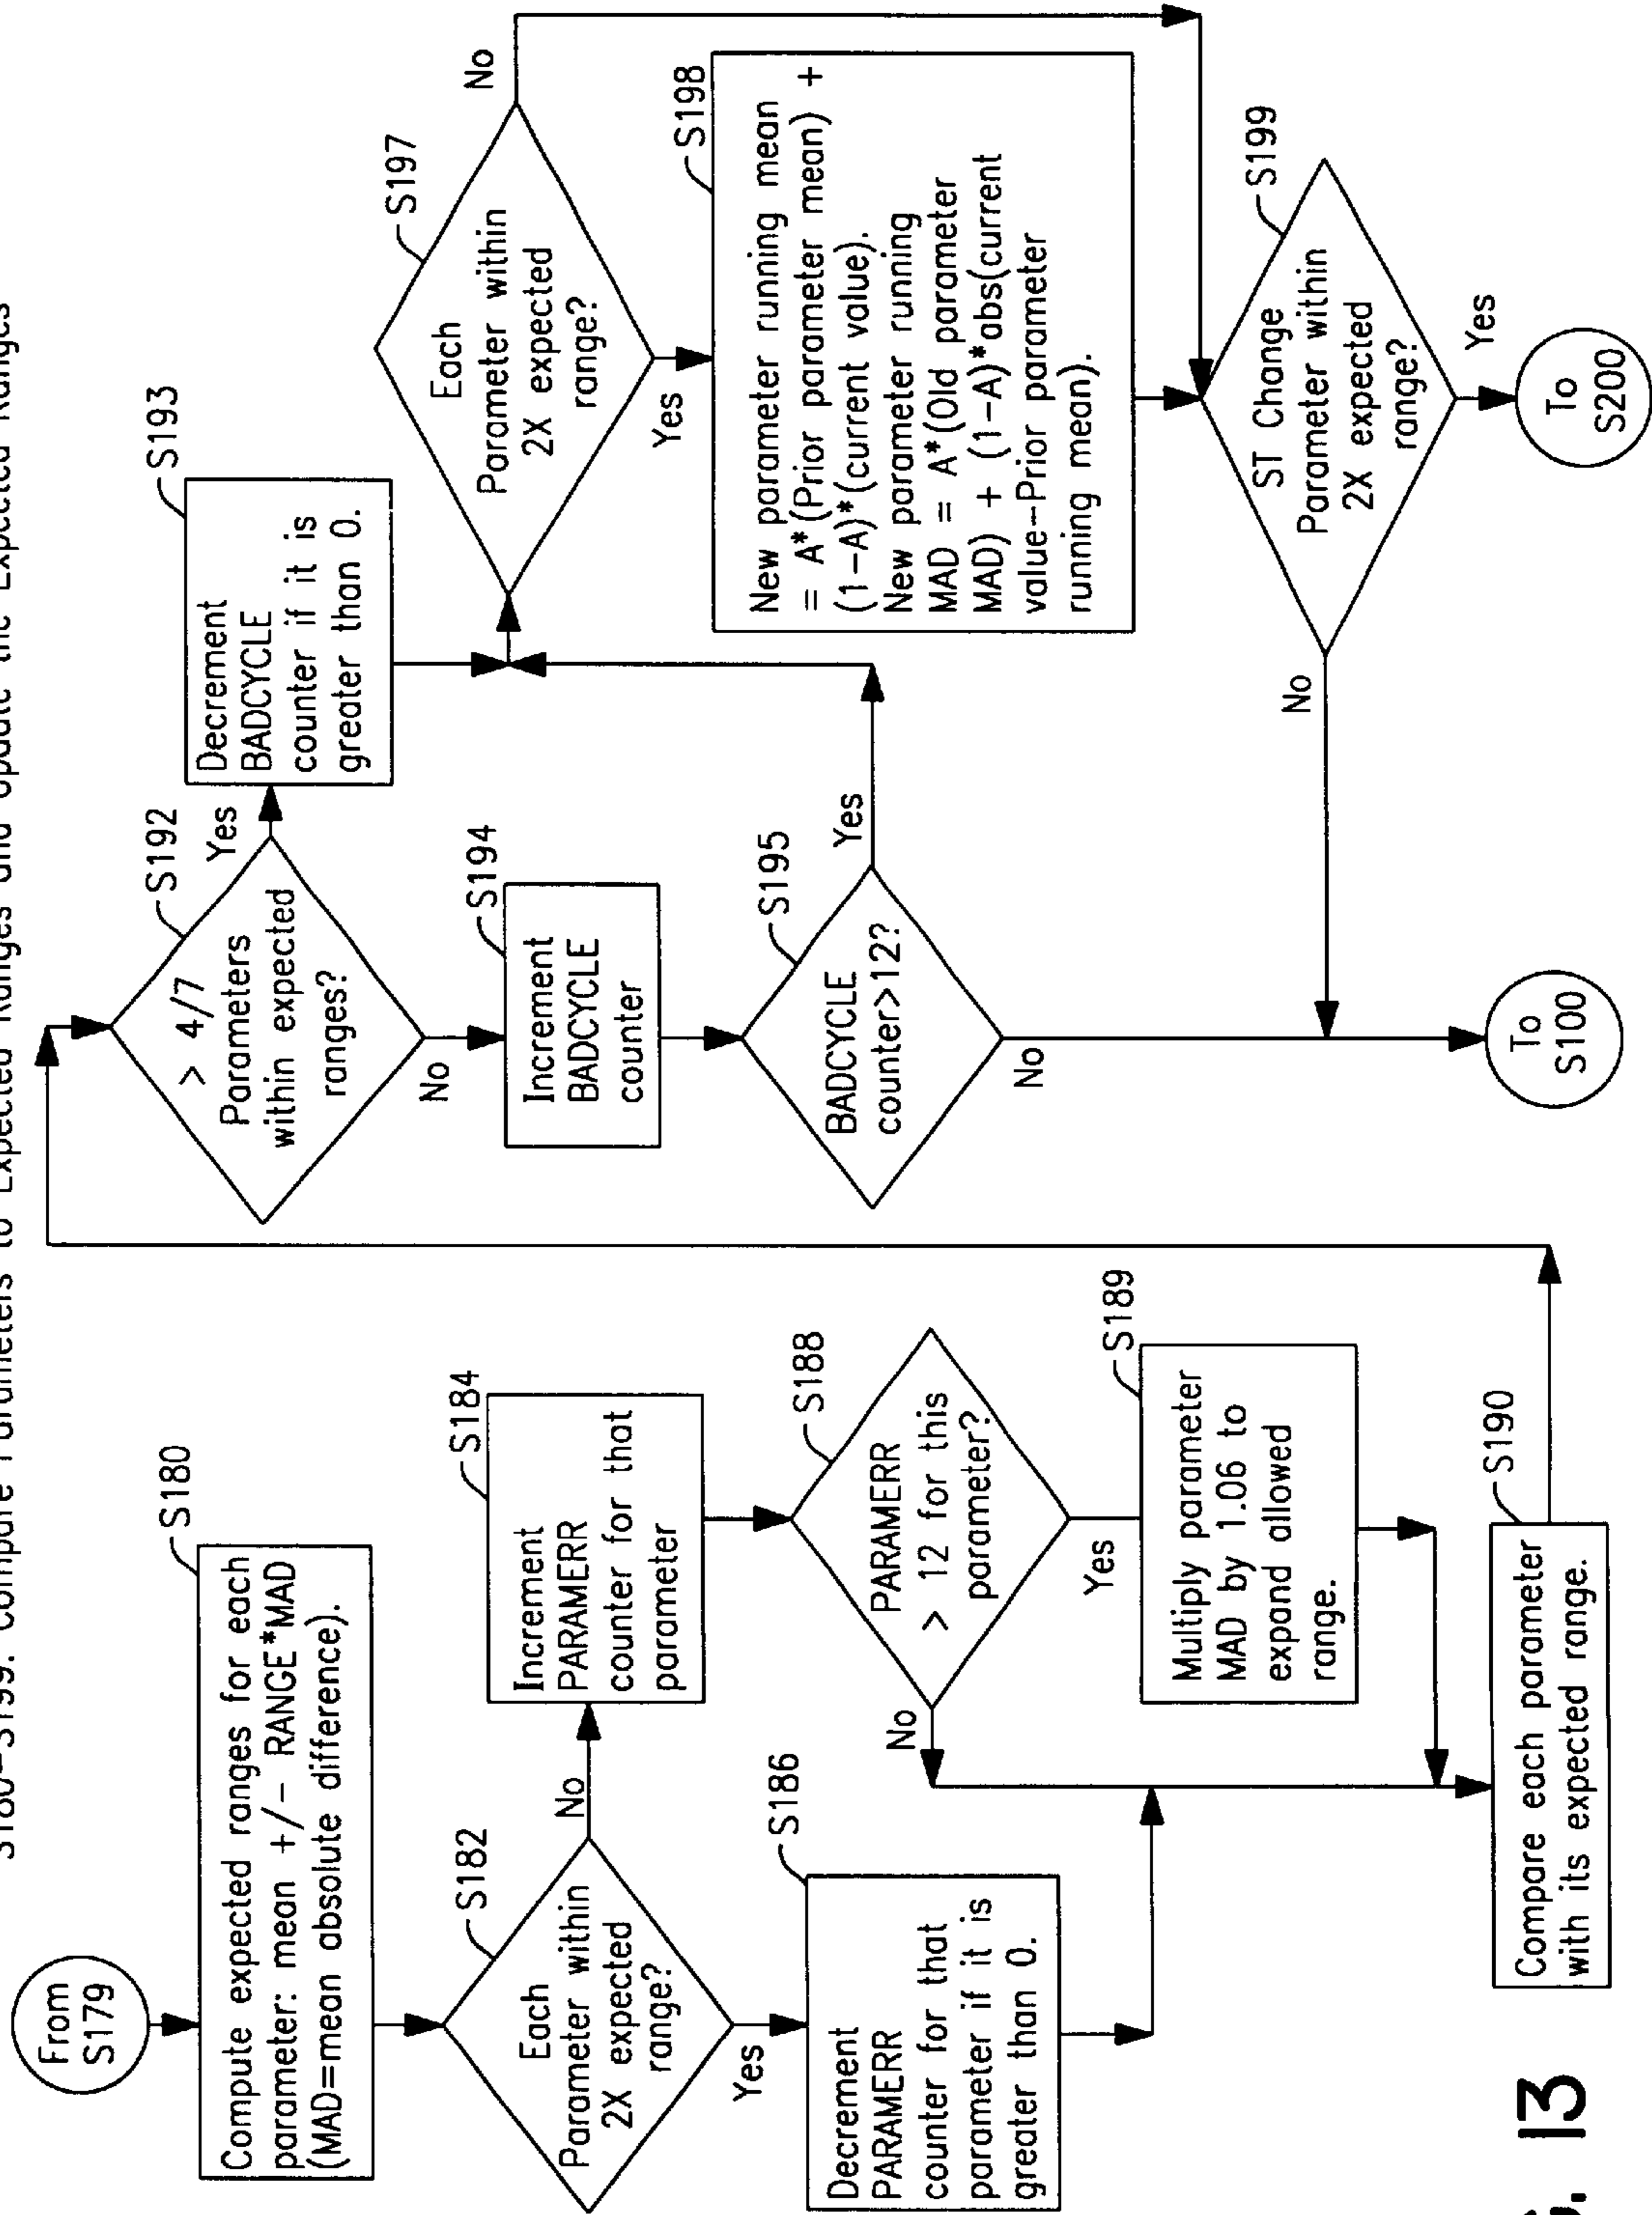 S180-S199: Compare Parameters to Expected Ranges and Update the Expected Ranges
From
S179
S180
Compute expected ranges for each
parameter: mean +/- RANGE*MAD
(MAD=mean absolute difference).
S182
Each
Parameter within
2X expected
range?
No
Yes
S184
Increment
PARAMERR
counter for that
parameter
S186
Decrement
PARAMERR
counter for that
parameter if it is
greater than 0.
S188
PARAMERR
> 12 for this
parameter?
No
Yes
S189
Multiply parameter
MAD by 1.06 to
expand allowed
range.
S190
Compare each parameter
with its expected range.
S192
> 4/7
Parameters
within expected
ranges?
Yes
No
S193
Decrement
BADCYCLE
counter if it is
greater than 0.
S194
Increment
BADCYCLE
counter
S195
BADCYCLE
counter>12?
Yes
No
To
S100
S197
Each
Parameter within
2X expected
range?
No
Yes
S198
New parameter running mean
= A*(Prior parameter mean) +
(1-A)*(current value).
New parameter running
MAD = A*(Old parameter
MAD) + (1-A)*abs(current
value-Prior parameter
running mean).
S199
ST Change
Parameter within
2X expected
range?
No
Yes
To
S200
13